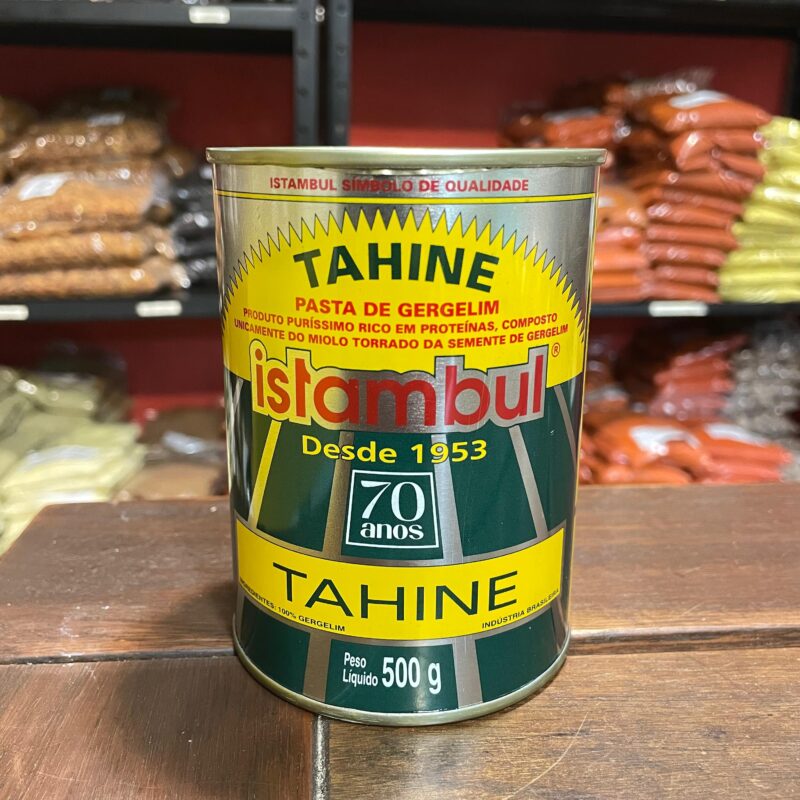 ISTAMBUL SÍMBOLO DE QUALIDADE
TAHINE
PASTA DE GERGELIM
PRODUTO PURÍSSIMO RICO EM PROTEÍNAS, COMPOSTO
UNICAMENTE DO MIOLO TORRADO DA SEMENTE DE GERGELIM
istambul®
Desde 1953
70
anos
TAHINE
INGREDIENTES: 100% GERGELIM
INDÚSTRIA BRASILEIRA
Peso
Líquido 500 g